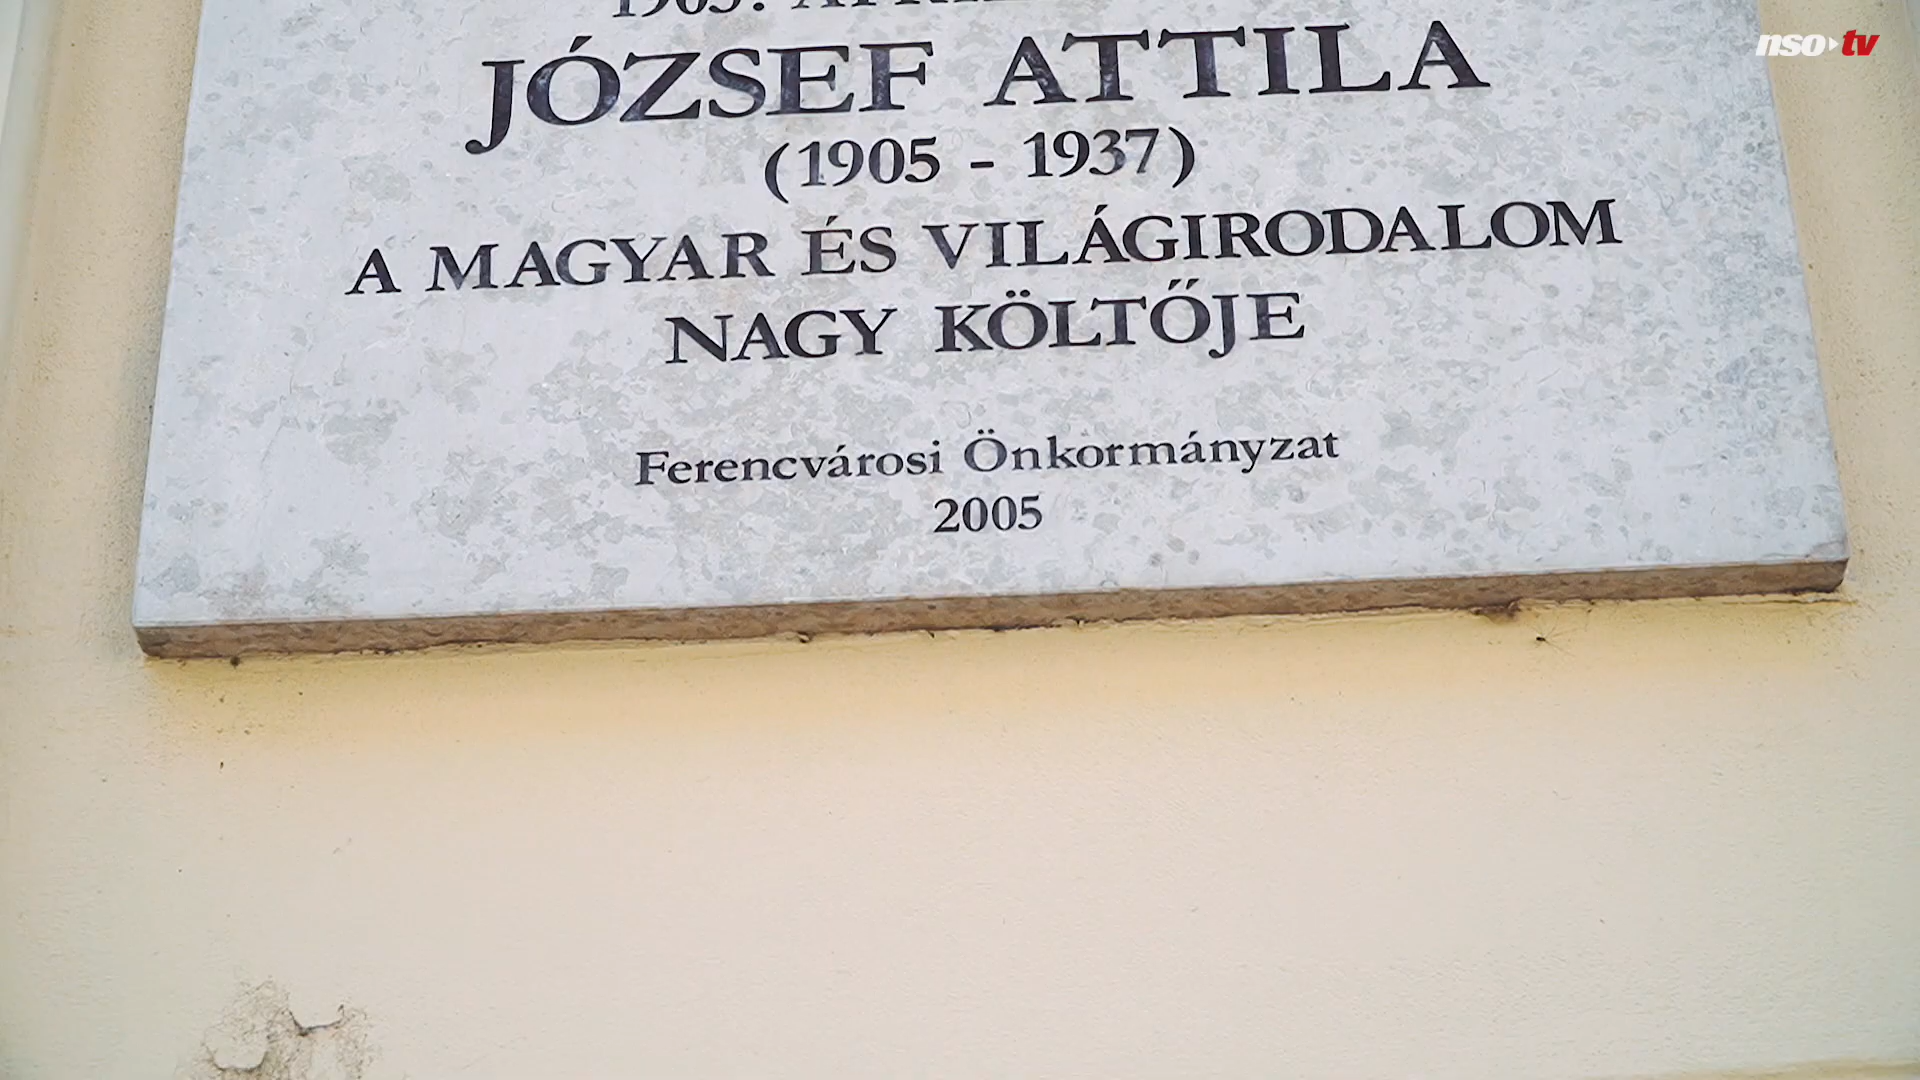 JÓZSEF ATTILA
(1905 - 1937)
A MAGYAR ÉS VILÁGIRODALOM
NAGY KÖLTŐJE
Ferencvárosi Önkormányzat
2005
nso tv